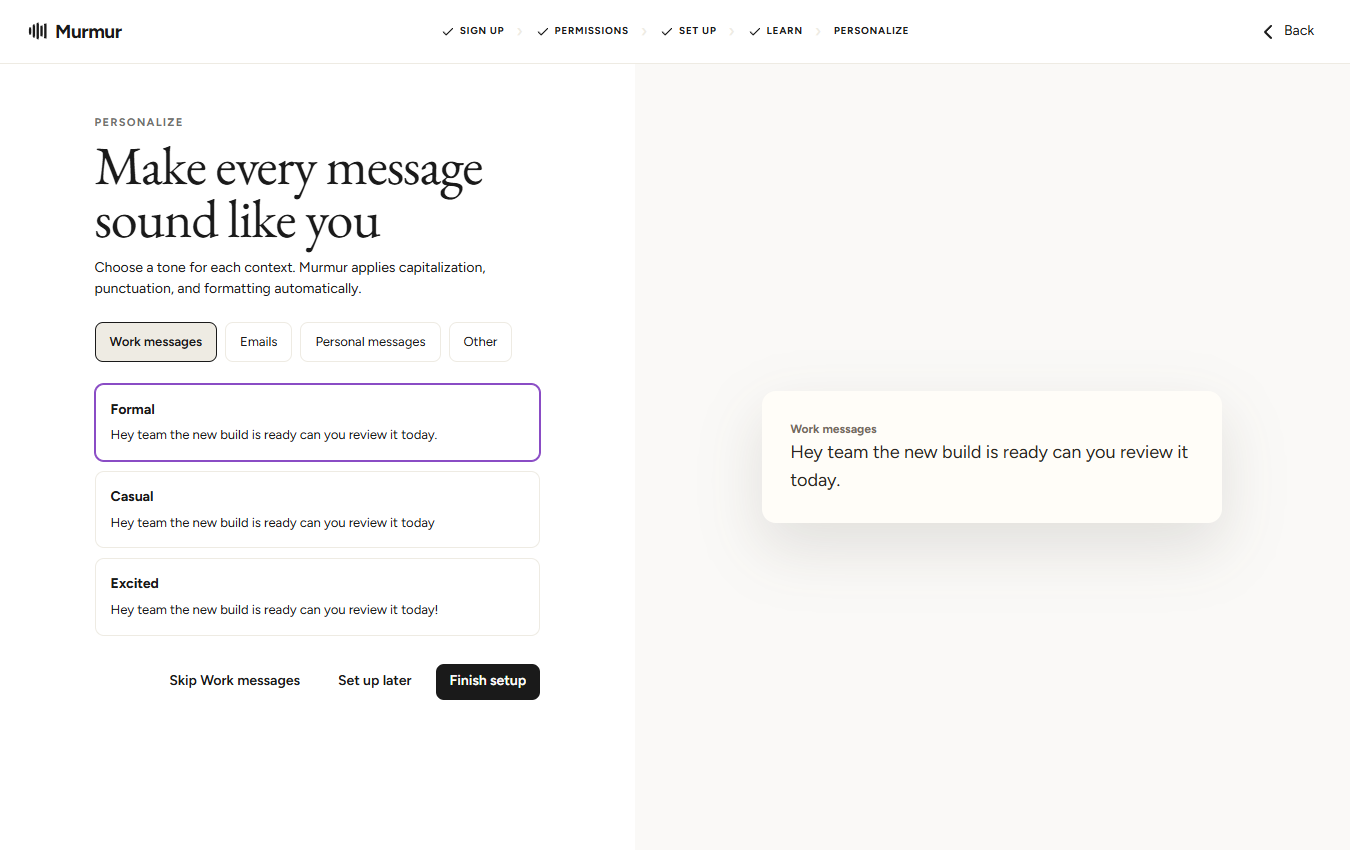 Murmur
SIGN UP
PERMISSIONS
SET UP
LEARN
PERSONALIZE
Back
PERSONALIZE
Make every message
sound like you
Choose a tone for each context. Murmur applies capitalization,
punctuation, and formatting automatically.
Work messages
Emails
Personal messages
Other
Formal
Hey team the new build is ready can you review it today.
Casual
Hey team the new build is ready can you review it today
Excited
Hey team the new build is ready can you review it today!
Skip Work messages
Set up later
Finish setup
Work messages
Hey team the new build is ready can you review it
today.